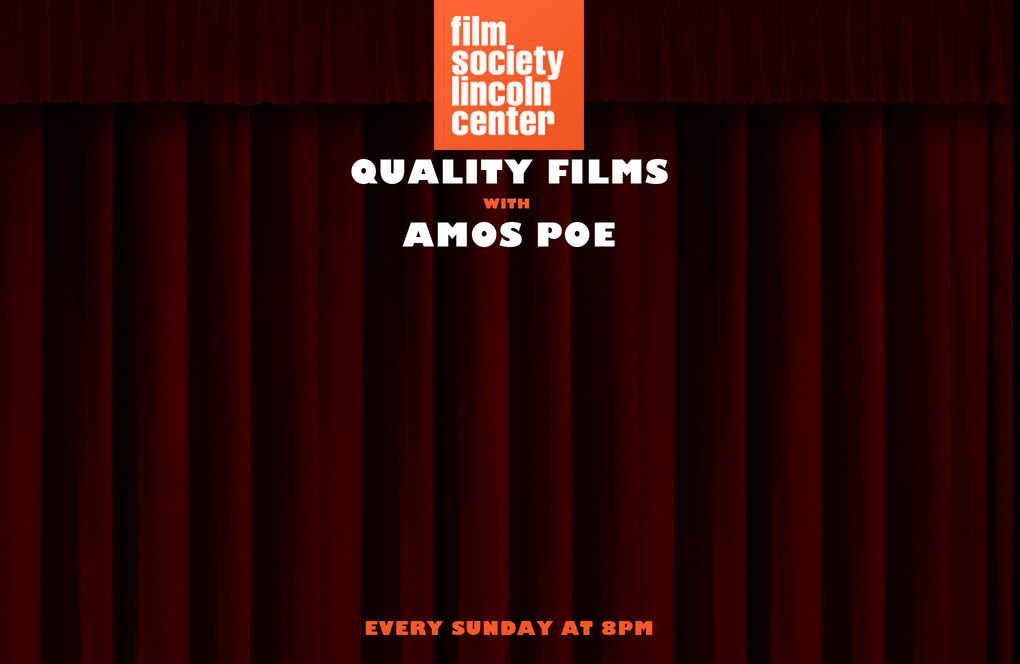 film
society
lincoln
center
QUALITY FILMS
WITH
AMOS POE
EVERY SUNDAY AT 8PM